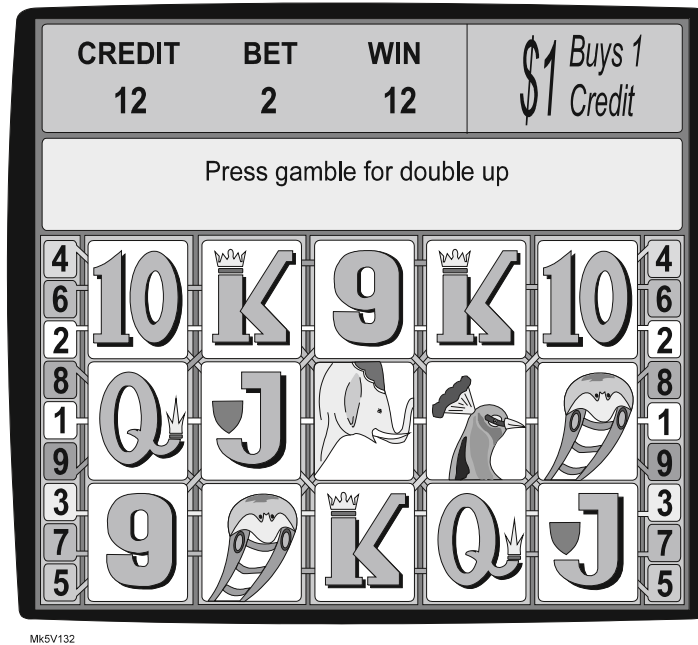 CREDIT BET WIN
12 2 12
$1 Buys 1
Credit
Press gamble for double up
4 10 K 9 K 10 4
6 6
2 2
8 8
1 Q J 1
9 9
3 9 K Q J 3
7 7
5 5
Mk5V132